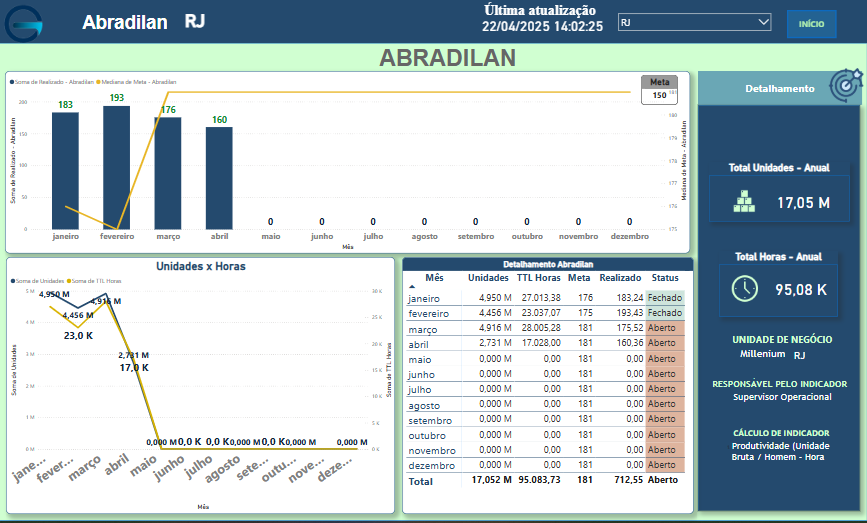 Abradilan RJ
Última atualização
22/04/2025 14:02:25
RJ
INÍCIO
ABRADILAN
Soma de Realizado - Abradilan Mediana de Meta - Abradilan
Meta
150
183
193
176
160
0 0 0 0 0 0 0 0
200
150
100
50
0
181
180
179
178
177
176
175
Soma de Realizado - Abradilan
Mediana de Meta - Abradilan
janeiro fevereiro março abril maio junho julho agosto setembro outubro novembro dezembro
Mês
Unidades x Horas
Soma de Unidades Soma de TTL Horas
5 M
4 M
3 M
2 M
1 M
0 M
30 K
25 K
20 K
15 K
10 K
5 K
0 K
Soma de Unidades
Soma de TTL Horas
4,950 M
4,456 M
23,0 K
4,916 M
2,731 M
17,0 K
0,000 M 0,0 K 0,0 K 0,000 M 0,0 K 0,000 M 0,000 M
jane... fever... março abril maio junho julho agosto sete... outu... nove... deze...
Mês
Detalhamento Abradilan
Mês Unidades TTL Horas Meta Realizado Status
janeiro 4,950 M 27.013,38 176 183,24 Fechado
fevereiro 4,456 M 23.037,07 175 193,43 Fechado
março 4,916 M 28.005,28 181 175,52 Aberto
abril 2,731 M 17.028,00 181 160,36 Aberto
maio 0,000 M 0,00 181 0,00 Aberto
junho 0,000 M 0,00 181 0,00 Aberto
julho 0,000 M 0,00 181 0,00 Aberto
agosto 0,000 M 0,00 181 0,00 Aberto
setembro 0,000 M 0,00 181 0,00 Aberto
outubro 0,000 M 0,00 181 0,00 Aberto
novembro 0,000 M 0,00 181 0,00 Aberto
dezembro 0,000 M 0,00 181 0,00 Aberto
Total 17,052 M 95.083,73 181 712,55 Aberto
Detalhamento
Total Unidades - Anual
17,05 M
Total Horas - Anual
95,08 K
UNIDADE DE NEGÓCIO
Millenium RJ
RESPONSÁVEL PELO INDICADOR
Supervisor Operacional
CÁLCULO DE INDICADOR
Produtividade (Unidade
Bruta / Homem - Hora